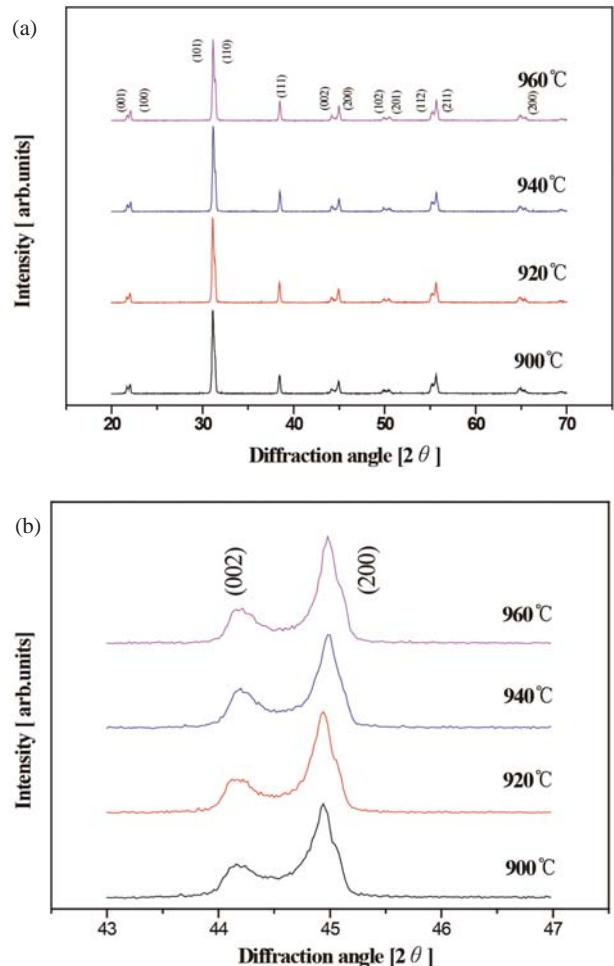 (a)
(101) (110)
(001) (100) (111) (002) (200) (102) (201) (112) (211) (200)
960℃
940℃
920℃
900℃
Intensity [ arb.units]
20 30 40 50 60 70
Diffraction angle [2 θ ]
(b)
(002) (200)
960℃
940℃
920℃
900℃
Intensity [ arb.units]
43 44 45 46 47
Diffraction angle [2 θ ]